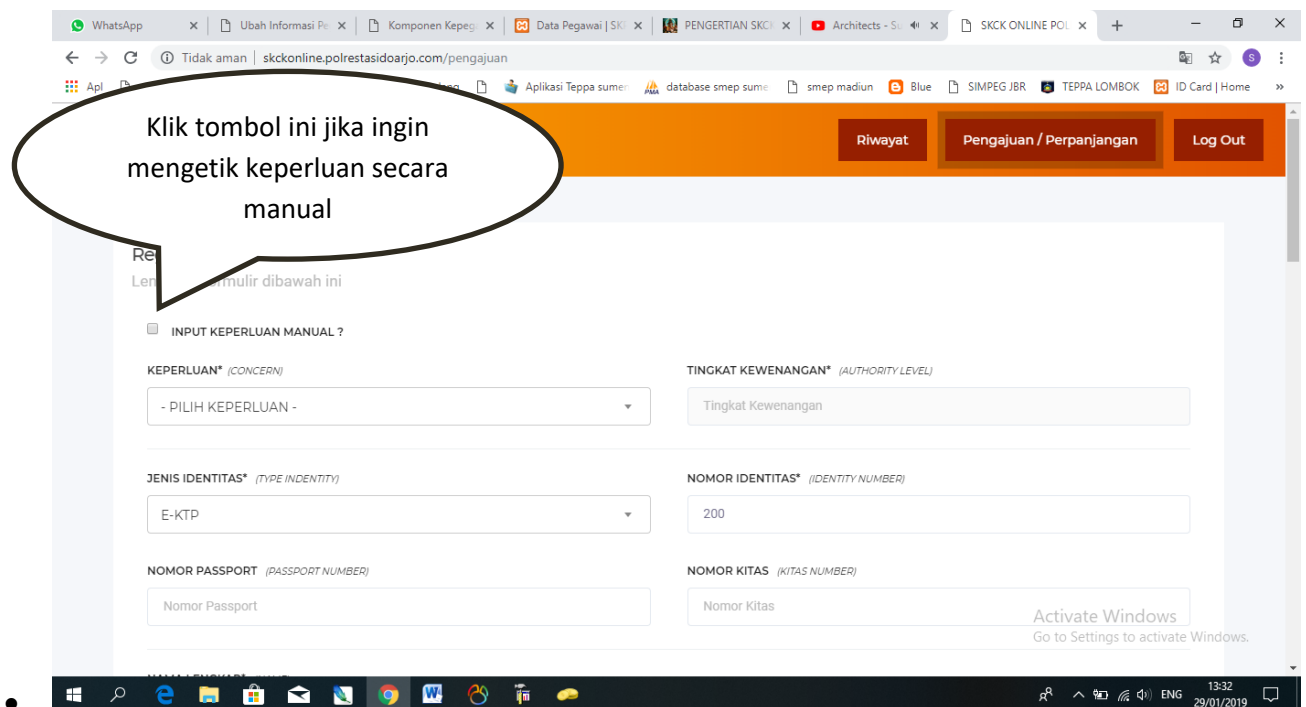 WhatsApp
Ubah Informasi Pe
Komponen Kepeg
Data Pegawai | SKP
PENGERTIAN SKCK
Architects - Su
SKCK ONLINE POL
Tidak aman | skckonline.polrestasidoarjo.com/pengajuan
Apl
Aplikasi Teppa sumen
database smep sume
smep madiun
Blue
SIMPEG JBR
TEPPA LOMBOK
ID Card | Home
»
Klik tombol ini jika ingin
mengetik keperluan secara
manual
Riwayat
Pengajuan / Perpanjangan
Log Out
Re
Len
mulir dibawah ini
INPUT KEPERLUAN MANUAL ?
KEPERLUAN* (CONCERN)
TINGKAT KEWENANGAN* (AUTHORITY LEVEL)
- PILIH KEPERLUAN -
Tingkat Kewenangan
JENIS IDENTITAS* (TYPE INDENTITY)
NOMOR IDENTITAS* (IDENTITY NUMBER)
E-KTP
200
NOMOR PASSPORT (PASSPORT NUMBER)
NOMOR KITAS (KITAS NUMBER)
Nomor Passport
Nomor Kitas
Activate Windows
Go to Settings to activate Windows.
ENG
13:32
29/01/2019